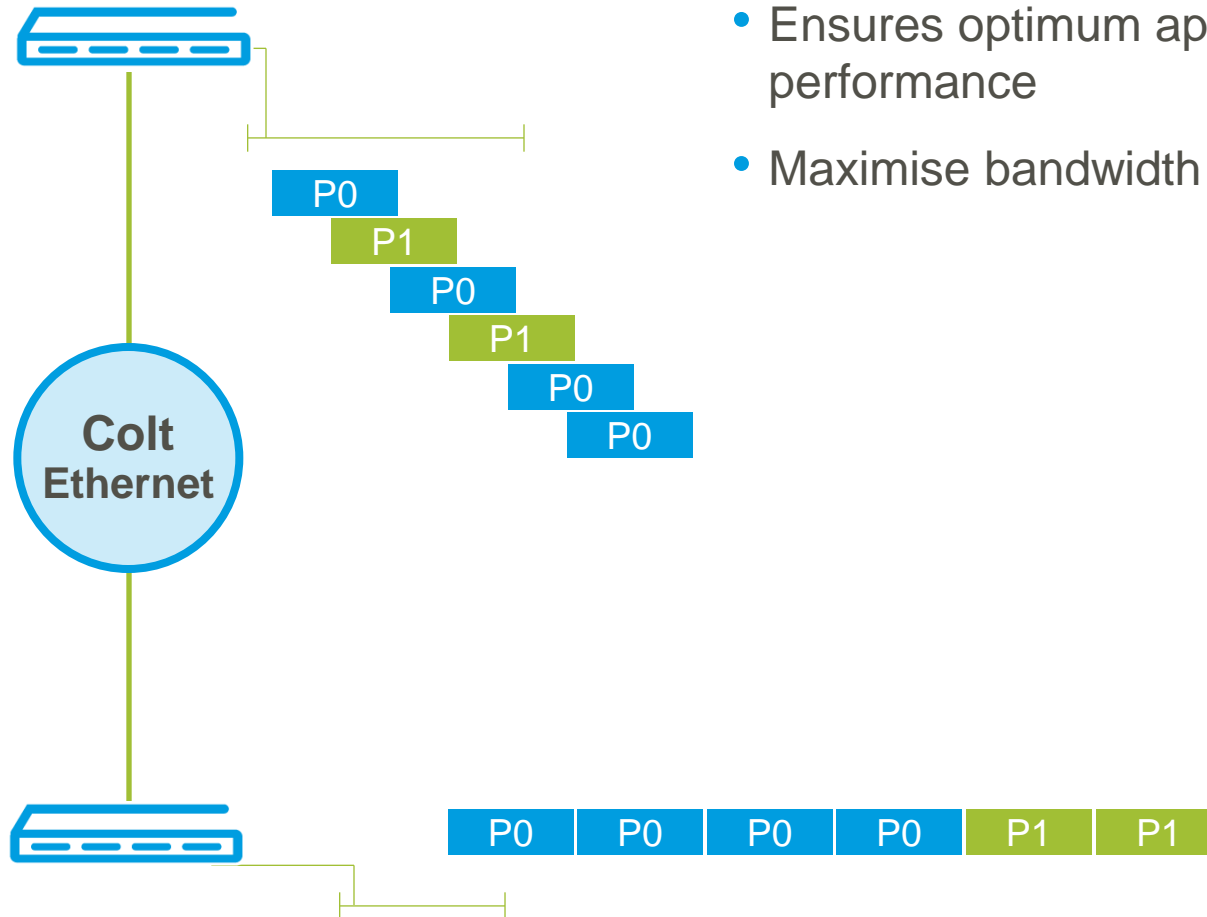 Ensures optimum ap
performance
Maximise bandwidth
P0
P1
P0
P1
P0
P0
Colt
Ethernet
P0 P0 P0 P0 P1 P1